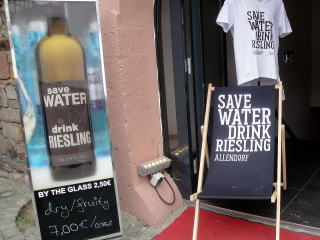 save
WATER
drink
RIESLING
ALLENDORF
BY THE GLASS 2,50€
dry/fruity
7,00€/
SAVE
WATER
DRINK
RIESLING
SAVE
WATER
DRINK
RIESLING
ALLENDORF